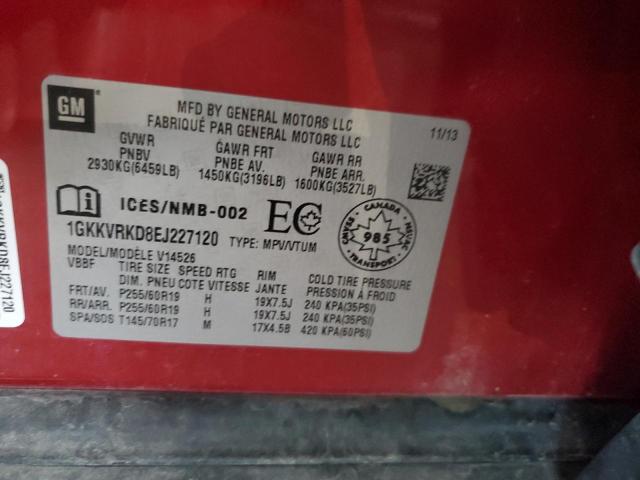 GM
MFD BY GENERAL MOTORS LLC
FABRIQUÉ PAR GENERAL MOTORS LLC
11/13
GVWR GAWR FRT GAWR RR
PNBV PNBE AV. PNBE ARR.
2930KG(6459LB) 1450KG(3196LB) 1600KG(3527LB)
ICES/NMB-002 EC
CANADA
985
TRANSPORT
1GKKVRKD8EJ227120 TYPE: MPV/VTUM
MODEL/MODÈLE V14526
VBBF TIRE SIZE SPEED RTG RIM COLD TIRE PRESSURE
DIM. PNEU COTE VITESSE JANTE PRESSION À FROID
FRT/AV. P255/60R19 H 19X7.5J 240 KPA(35PSI)
RR/ARR. P255/60R19 H 19X7.5J 240 KPA(35PSI)
SPA/SOS T145/70R17 M 17X4.5B 420 KPA(60PSI)